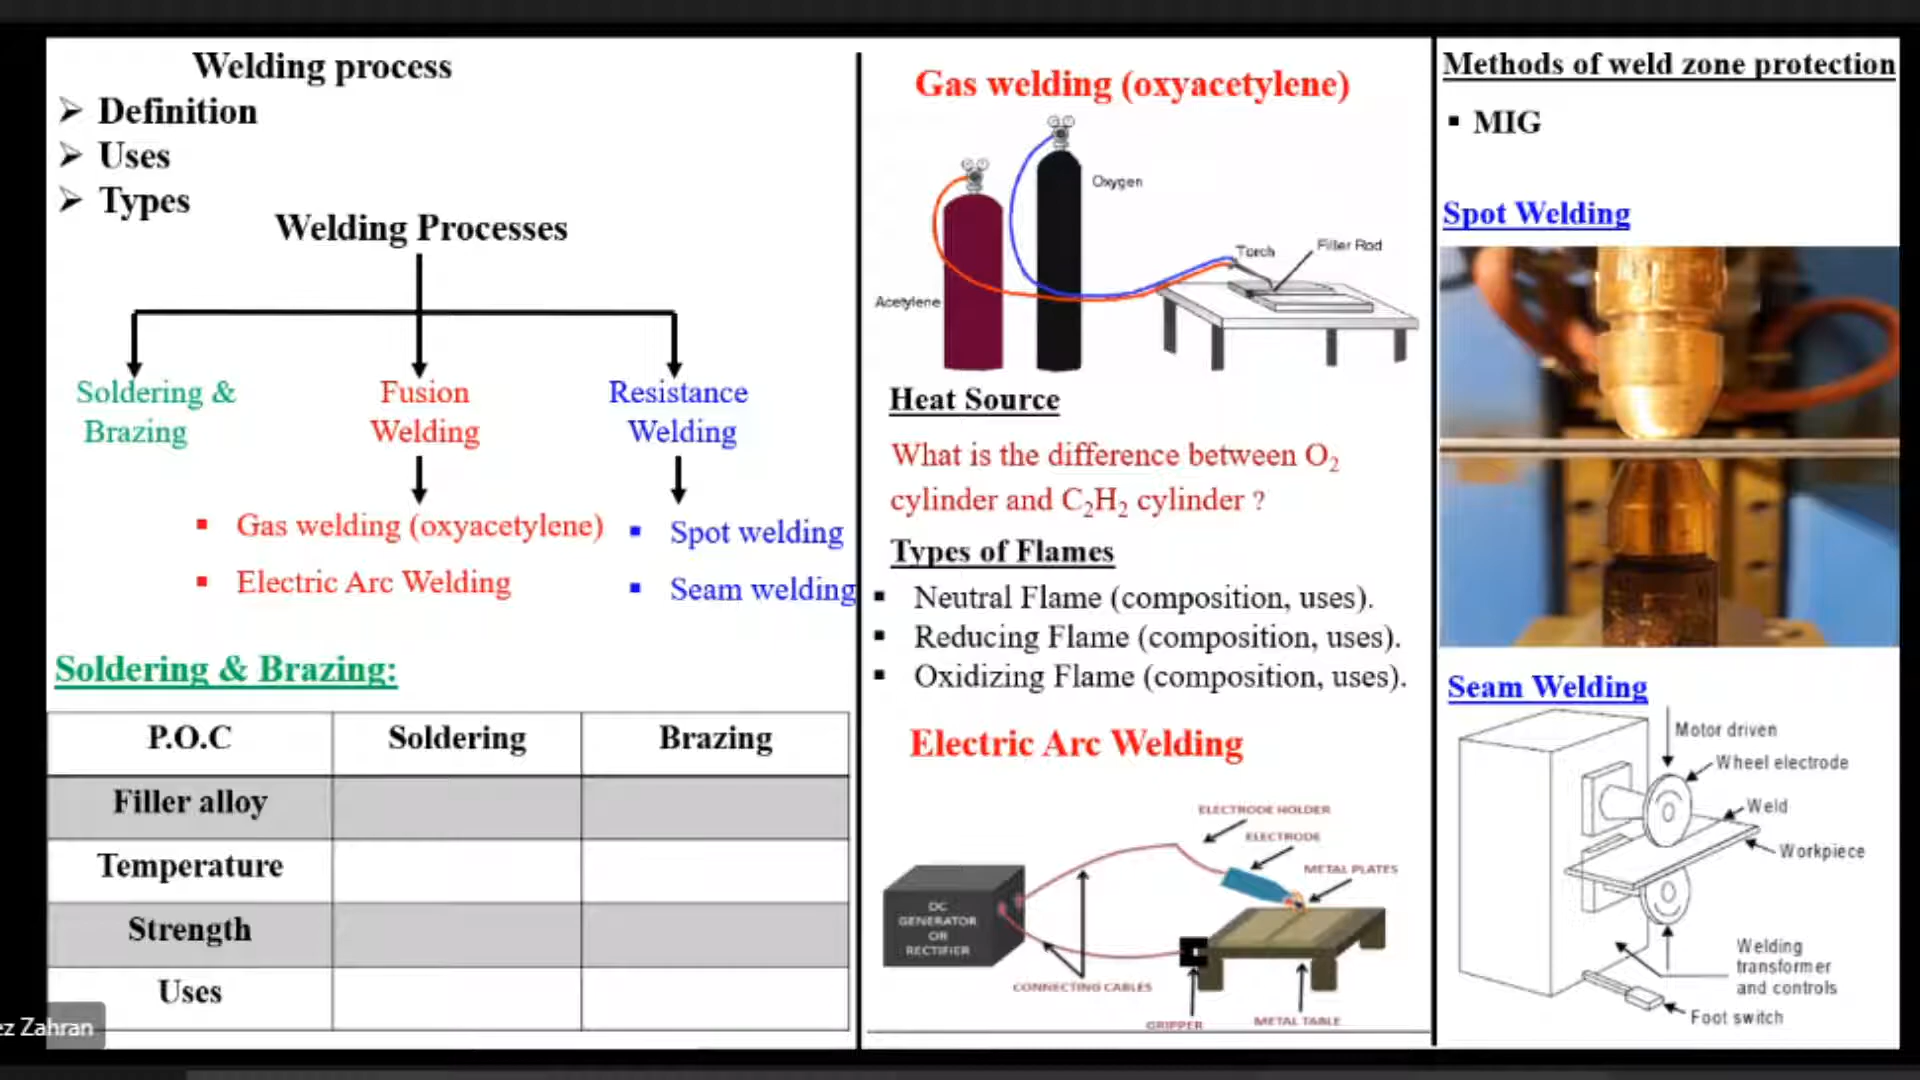 Welding process
➢ Definition
➢ Uses
➢ Types
Welding Processes
Soldering &
Brazing
Fusion
Welding
Resistance
Welding
▪ Gas welding (oxyacetylene)
▪ Electric Arc Welding
▪ Spot welding
▪ Seam welding
Soldering & Brazing:
P.O.C Soldering Brazing
Filler alloy
Temperature
Strength
Uses
ez Zahran
Gas welding (oxyacetylene)
Oxygen
Torch
Filler Rod
Acetylene
Heat Source
What is the difference between O₂
cylinder and C₂H₂ cylinder ?
Types of Flames
▪ Neutral Flame (composition, uses).
▪ Reducing Flame (composition, uses).
▪ Oxidizing Flame (composition, uses).
Electric Arc Welding
ELECTRODE HOLDER
ELECTRODE
METAL PLATES
DC
GENERATOR
OR
RECTIFIER
CONNECTING CABLES
GRIPPER
METAL TABLE
Methods of weld zone protection
▪ MIG
Spot Welding
Seam Welding
Motor driven
Wheel electrode
Weld
Workpiece
Welding
transformer
and controls
Foot switch